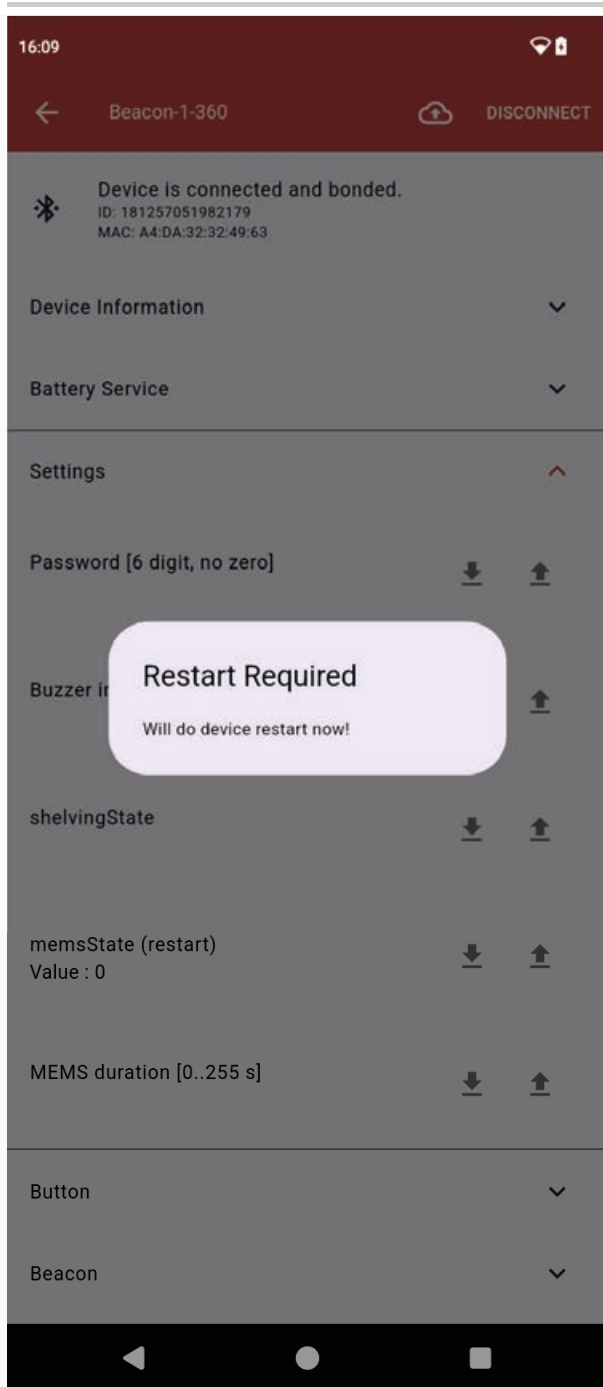 16:09
Beacon-1-360
DISCONNECT
Device is connected and bonded.
ID: 181257051982179
MAC: A4:DA:32:32:49:63
Device Information
Battery Service
Settings
Password [6 digit, no zero]
Restart Required
Buzzer
Will do device restart now!
shelvingState
memsState (restart)
Value : 0
MEMS duration [0..255 s]
Button
Beacon